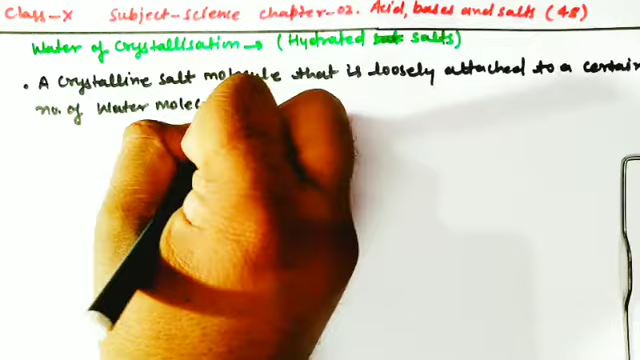 Class-X Subject-science chapter-02. Acid, bases and salts (48)
Water of crystallisation → (Hydrated salts)
• A crystalline salt molecule that is loosely attached to a certain
no. of Water molec